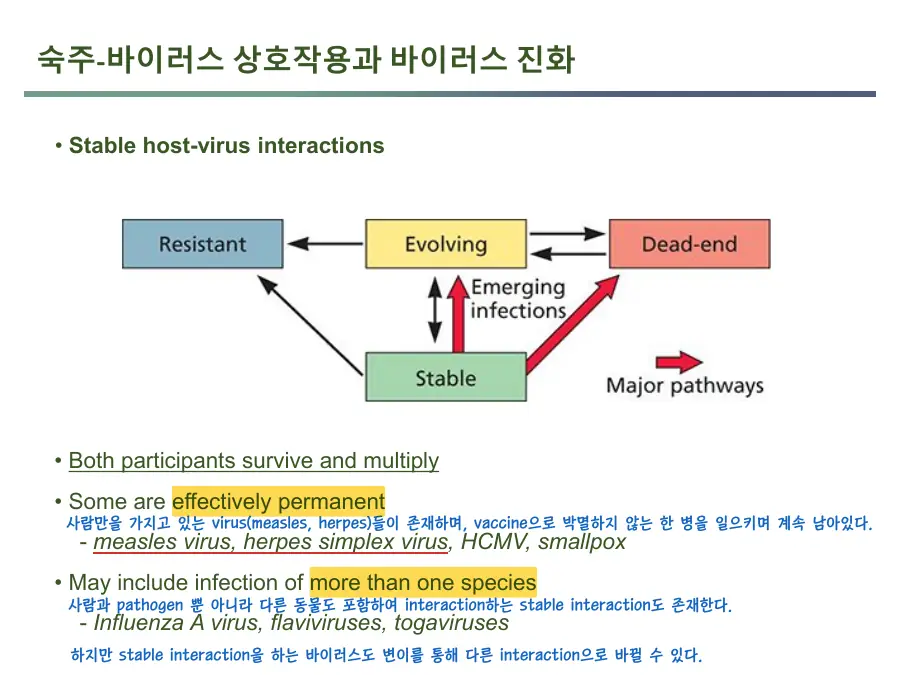 숙주-바이러스 상호작용과 바이러스 진화
• Stable host-virus interactions
Resistant
Evolving
Dead-end
Emerging
infections
Stable
Major pathways
• Both participants survive and multiply
• Some are effectively permanent
사람만을 가지고 있는 virus(measles, herpes)들이 존재하며, vaccine으로 박멸하지 않는 한 병을 일으키며 계속 남아있다.
- measles virus, herpes simplex virus, HCMV, smallpox
• May include infection of more than one species
사람과 pathogen 뿐 아니라 다른 동물도 포함하여 interaction하는 stable interaction도 존재한다.
- Influenza A virus, flaviviruses, togaviruses
하지만 stable interaction을 하는 바이러스도 변이를 통해 다른 interaction으로 바뀔 수 있다.